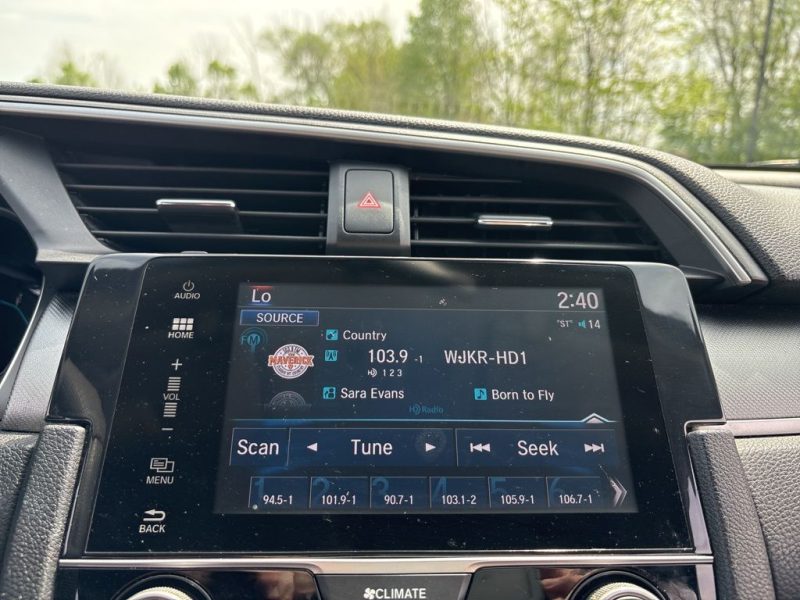 AUDIO
HOME
+
VOL
–
MENU
BACK
Lo
2:40
SOURCE
"ST" 14
FM
Country
MAVERICK
103.9 -1 WJKR-HD1
HD 1 2 3
Sara Evans Born to Fly
HD Radio
Scan Tune Seek
1 2 3 4 5 6
94.5-1 101.9-1 90.7-1 103.1-2 105.9-1 106.7-1
CLIMATE